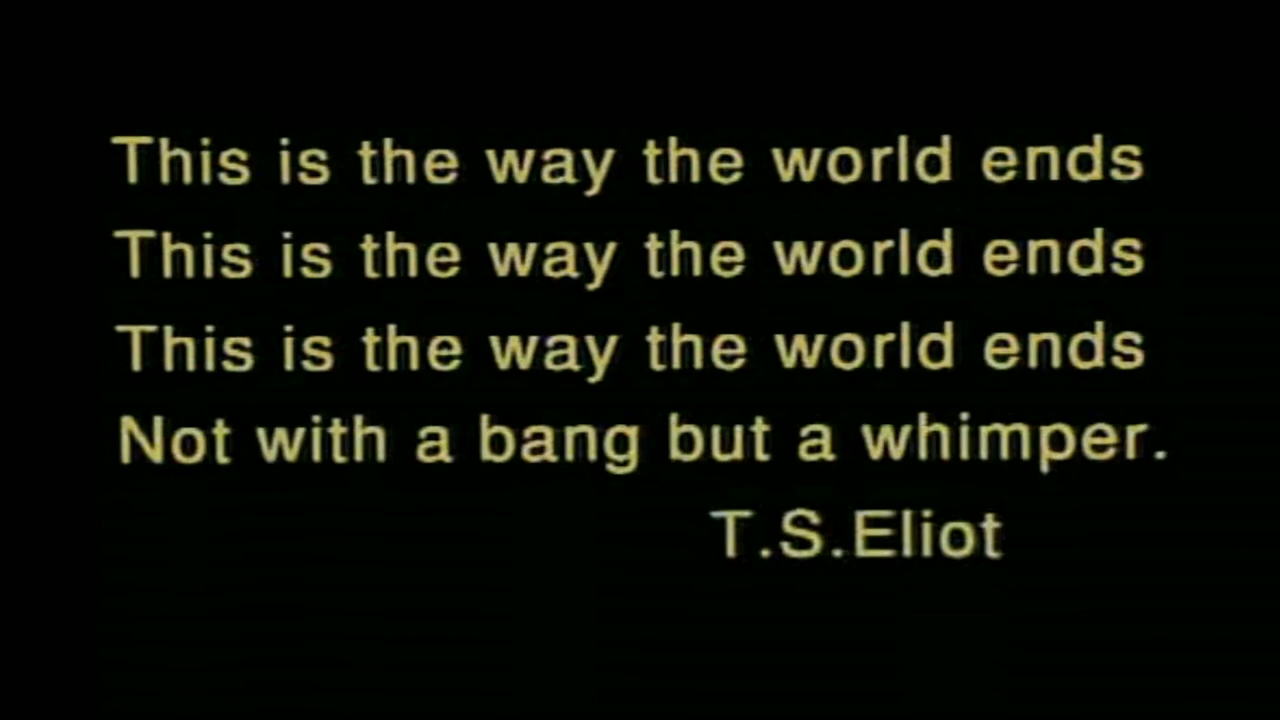 This is the way the world ends
This is the way the world ends
This is the way the world ends
Not with a bang but a whimper.
T.S.Eliot